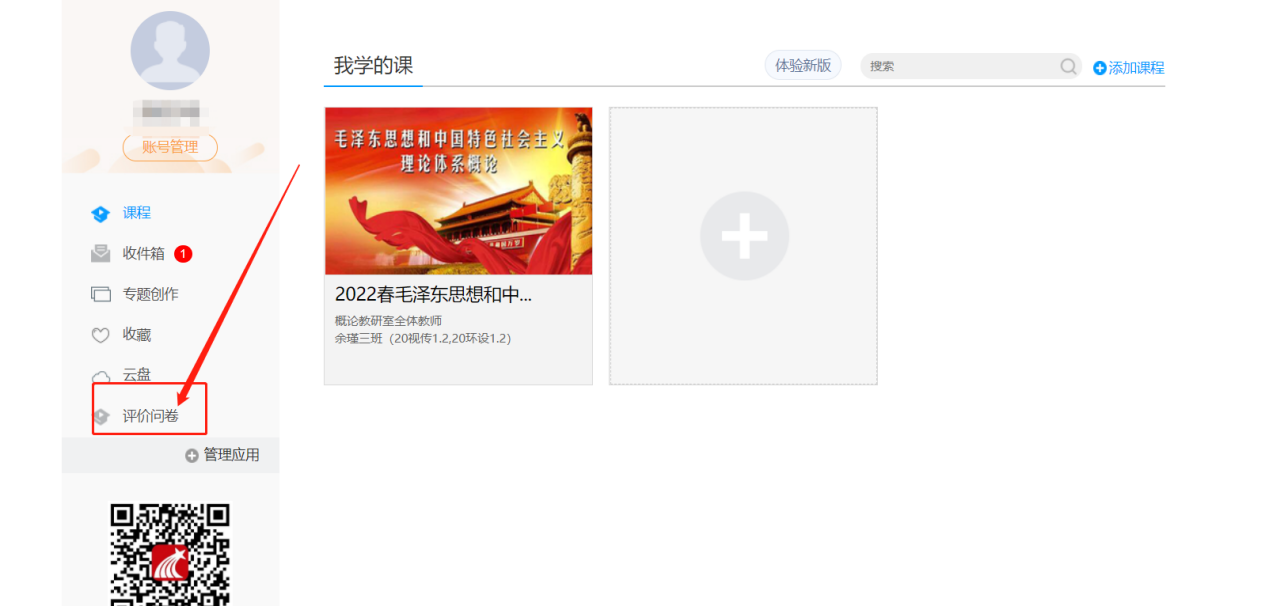 我学的课
体验新版
搜索
添加课程
账号管理
课程
收件箱 1
专题创作
收藏
云盘
评价问卷
管理应用
毛泽东思想和中国特色社会主义
理论体系概论
2022春毛泽东思想和中...
概论教研室全体教师
余瑾三班（20视传1.2,20环设1.2）